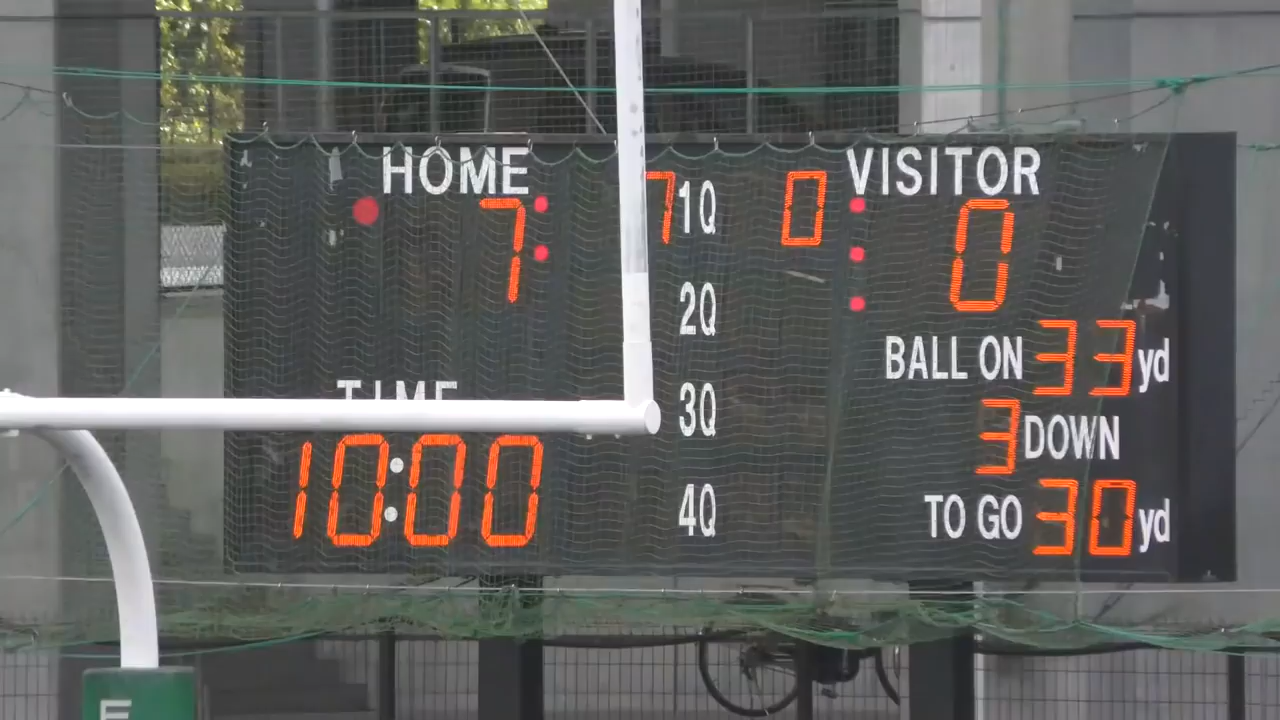 HOME
7
7 1Q 0
VISITOR
0
2Q
3Q
4Q
TIME
10:00
BALL ON 33 yd
3 DOWN
TO GO 30 yd
E